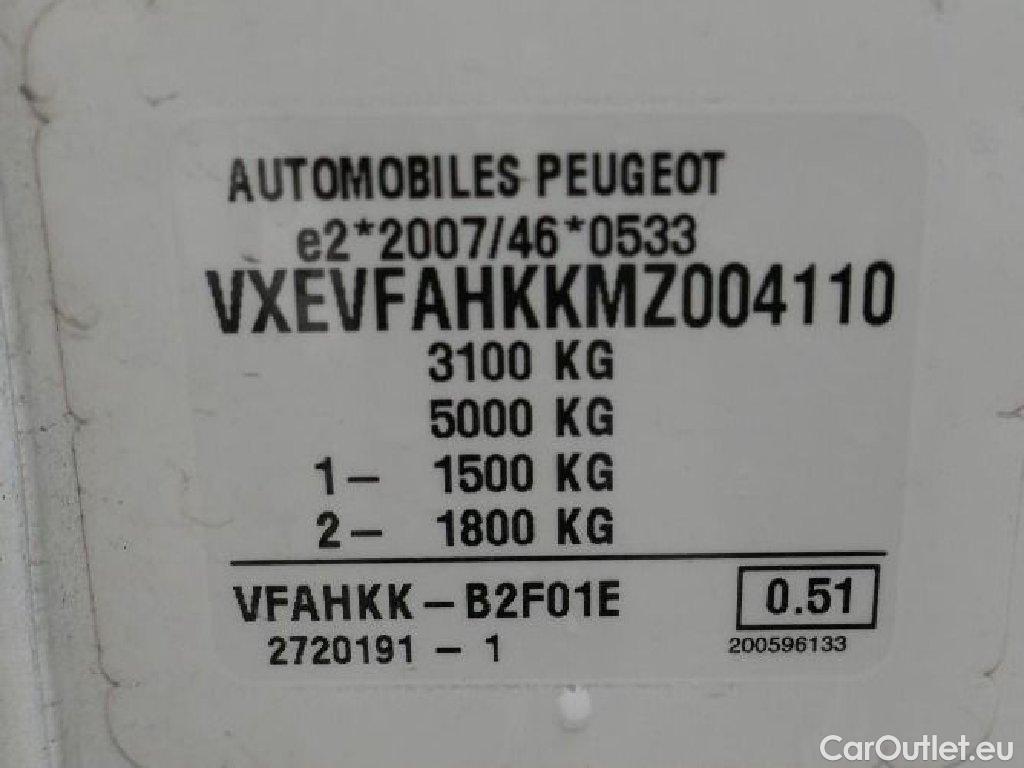 AUTOMOBILES PEUGEOT
e2*2007/46*0533
VXEVFAHKKMZ004110
3100 KG
5000 KG
1– 1500 KG
2– 1800 KG
VFAHKK – B2F01E 0.51
2720191 – 1 200596133
CarOutlet.eu